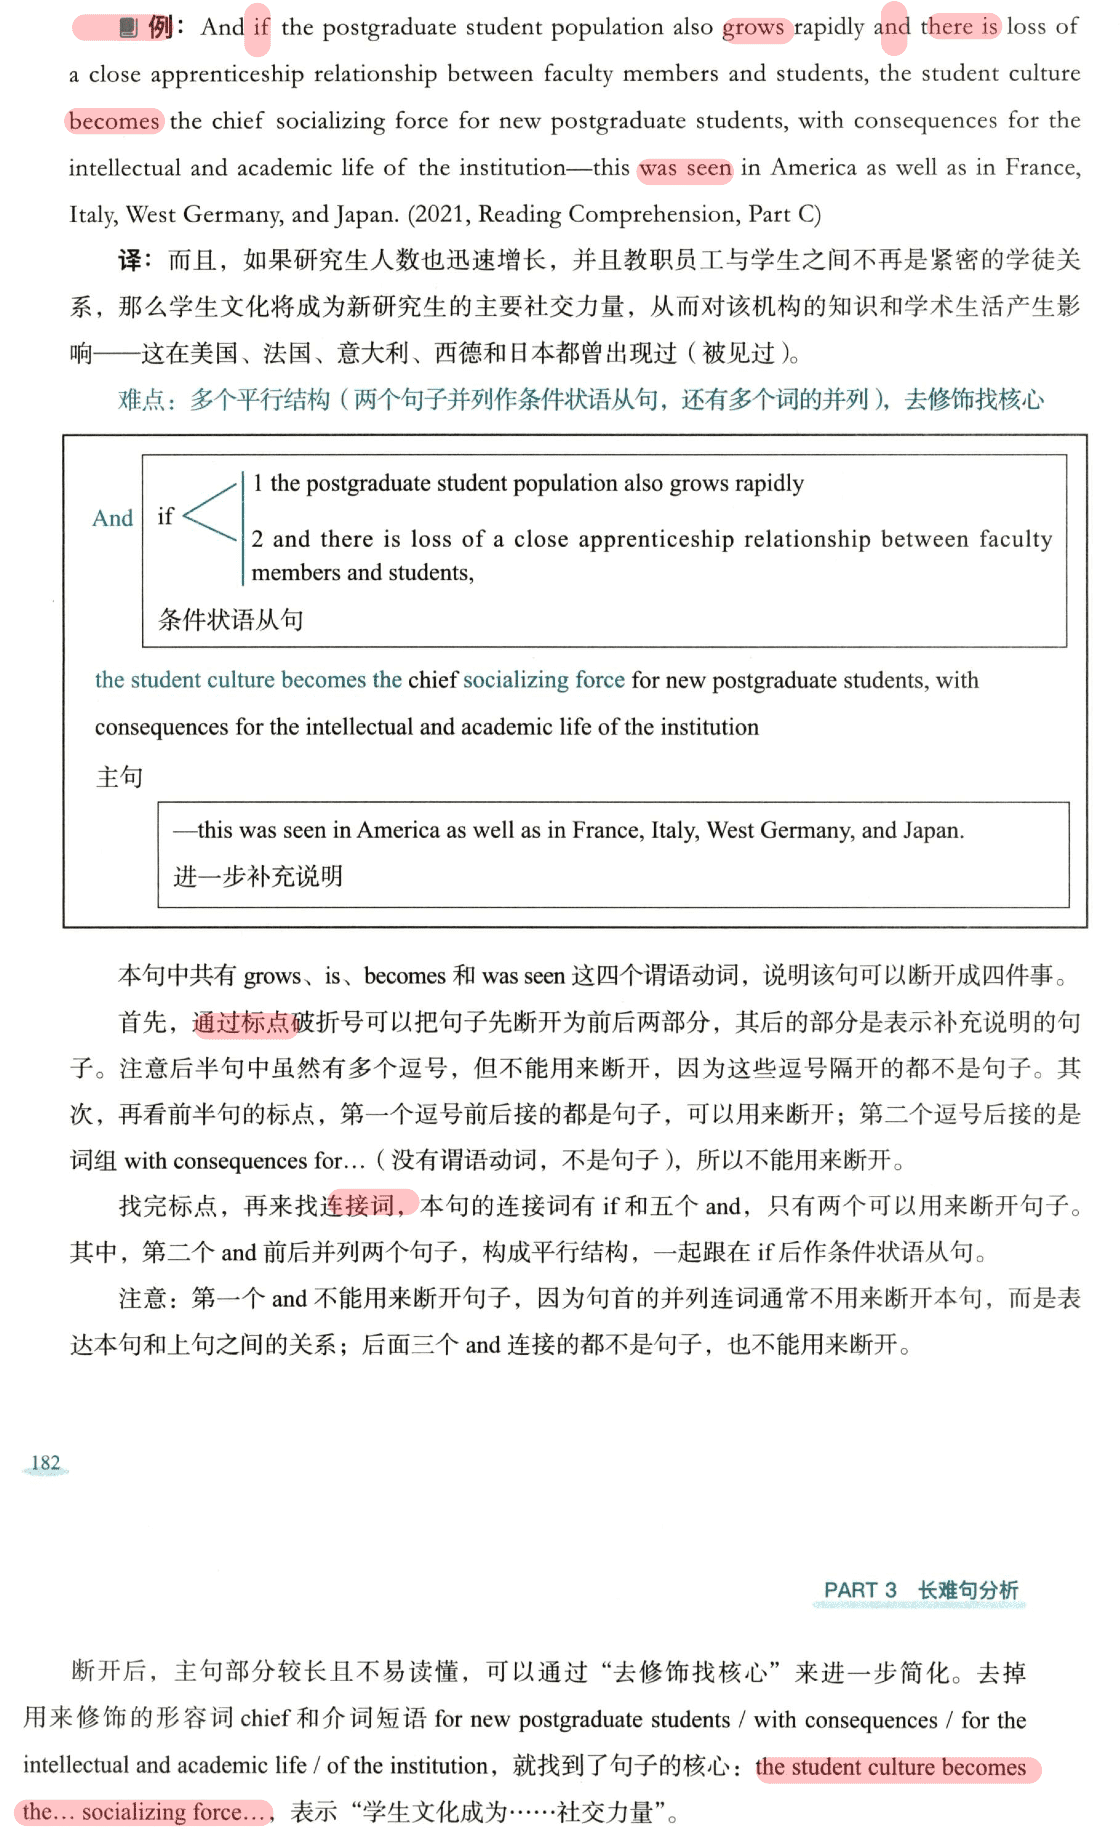 例：And if the postgraduate student population also grows rapidly and there is loss of
a close apprenticeship relationship between faculty members and students, the student culture
becomes the chief socializing force for new postgraduate students, with consequences for the
intellectual and academic life of the institution—this was seen in America as well as in France,
Italy, West Germany, and Japan. (2021, Reading Comprehension, Part C)
译：而且，如果研究生人数也迅速增长，并且教职员工与学生之间不再是紧密的学徒关
系，那么学生文化将成为新研究生的主要社交力量，从而对该机构的知识和学术生活产生影
响——这在美国、法国、意大利、西德和日本都曾出现过（被见过）。
难点：多个平行结构（两个句子并列作条件状语从句，还有多个词的并列），去修饰找核心
1 the postgraduate student population also grows rapidly
And if
2 and there is loss of a close apprenticeship relationship between faculty
members and students,
条件状语从句
the student culture becomes the chief socializing force for new postgraduate students, with
consequences for the intellectual and academic life of the institution
主句
—this was seen in America as well as in France, Italy, West Germany, and Japan.
进一步补充说明
本句中共有 grows、is、becomes 和 was seen 这四个谓语动词，说明该句可以断开成四件事。
首先，通过标点破折号可以把句子先断开为前后两部分，其后的部分是表示补充说明的句
子。注意后半句中虽然有多个逗号，但不能用来断开，因为这些逗号隔开的都不是句子。其
次，再看前半句的标点，第一个逗号前后接的都是句子，可以用来断开；第二个逗号后接的是
词组 with consequences for…（没有谓语动词，不是句子），所以不能用来断开。
找完标点，再来找连接词，本句的连接词有 if 和五个 and，只有两个可以用来断开句子。
其中，第二个 and 前后并列两个句子，构成平行结构，一起跟在 if 后作条件状语从句。
注意：第一个 and 不能用来断开句子，因为句首的并列连词通常不用来断开本句，而是表
达本句和上句之间的关系；后面三个 and 连接的都不是句子，也不能用来断开。
182
PART 3 长难句分析
断开后，主句部分较长且不易读懂，可以通过“去修饰找核心”来进一步简化。去掉
用来修饰的形容词 chief 和介词短语 for new postgraduate students / with consequences / for the
intellectual and academic life / of the institution，就找到了句子的核心：the student culture becomes
the… socializing force…，表示“学生文化成为……社交力量”。